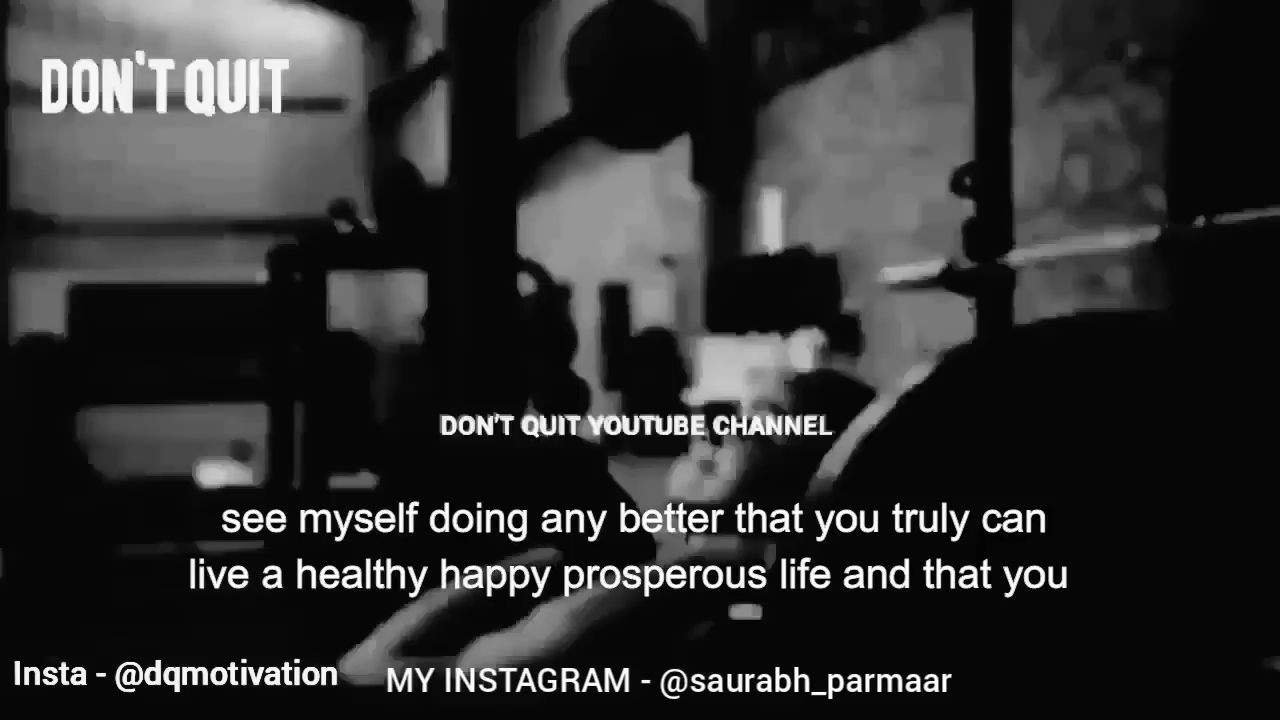 DON'T QUIT
DON'T QUIT YOUTUBE CHANNEL
see myself doing any better that you truly can
live a healthy happy prosperous life and that you
Insta - @dqmotivation
MY INSTAGRAM - @saurabh_parmaar